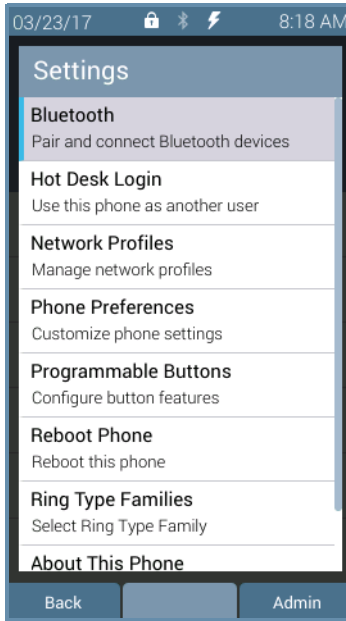 03/23/17 8:18 AM
Settings
Bluetooth
Pair and connect Bluetooth devices
Hot Desk Login
Use this phone as another user
Network Profiles
Manage network profiles
Phone Preferences
Customize phone settings
Programmable Buttons
Configure button features
Reboot Phone
Reboot this phone
Ring Type Families
Select Ring Type Family
About This Phone
Back Admin